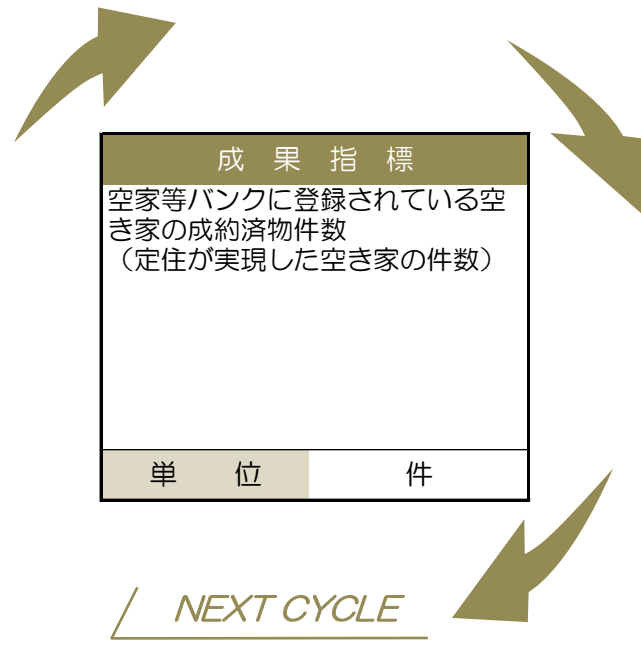 成果指標
空家等バンクに登録されている空
き家の成約済物件数
（定住が実現した空き家の件数）
単位 件
NEXT CYCLE